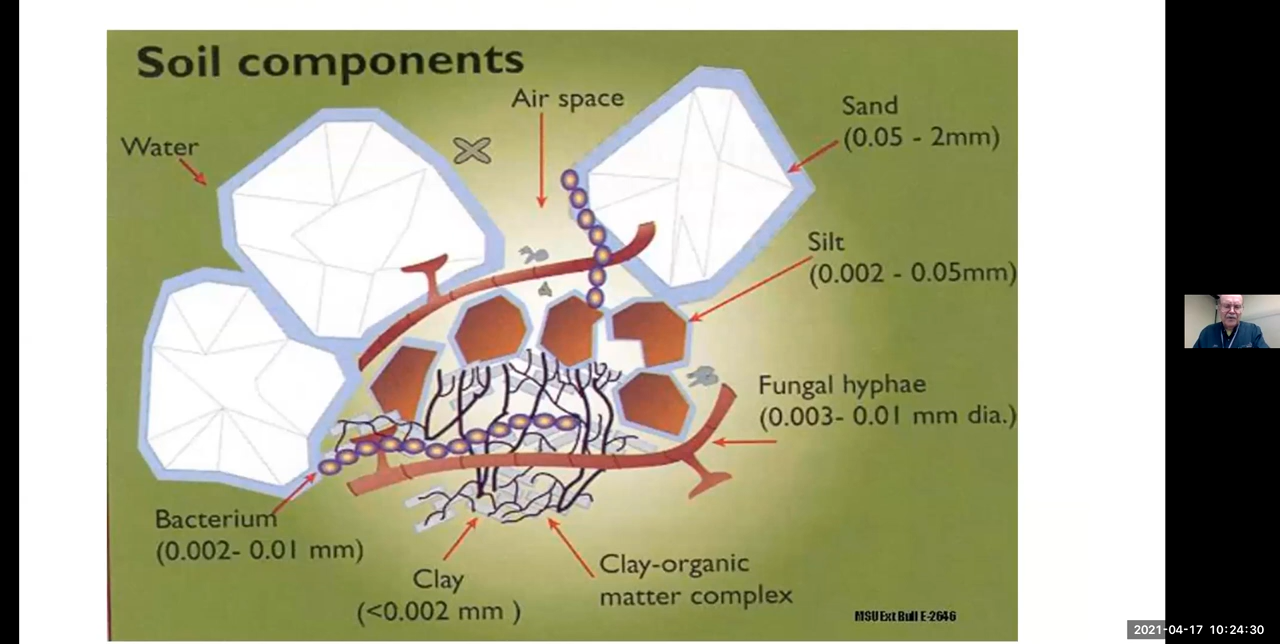 Soil components
Air space
Sand
(0.05 - 2mm)
Water
Silt
(0.002 - 0.05mm)
Fungal hyphae
(0.003- 0.01 mm dia.)
Bacterium
(0.002- 0.01 mm)
Clay
(<0.002 mm )
Clay-organic
matter complex
MSU Ext Bull E-2646
2021-04-17 10:24:30